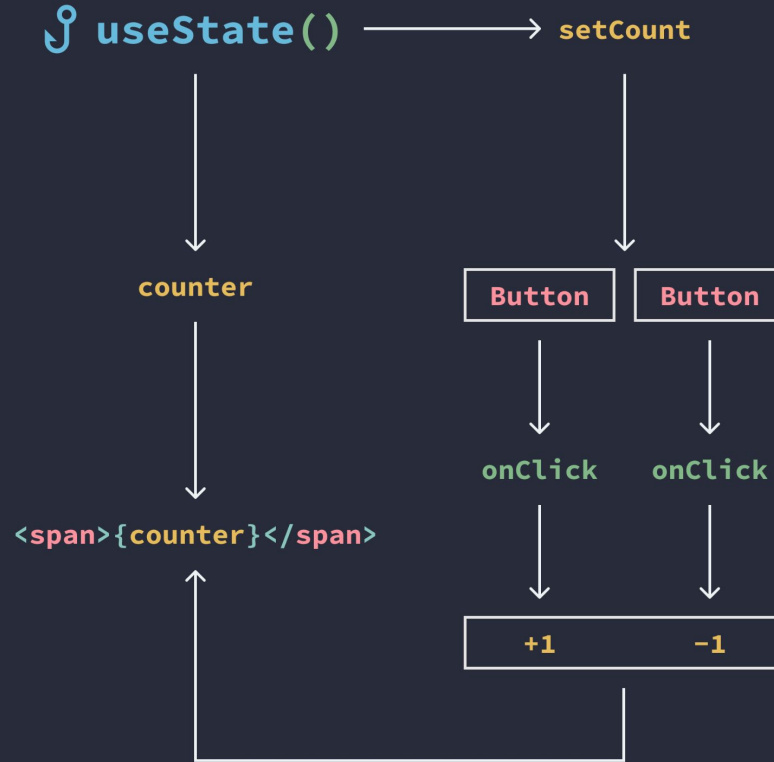 useState()
setCount
counter
Button
Button
onClick
onClick
<span>{counter}</span>
+1
-1